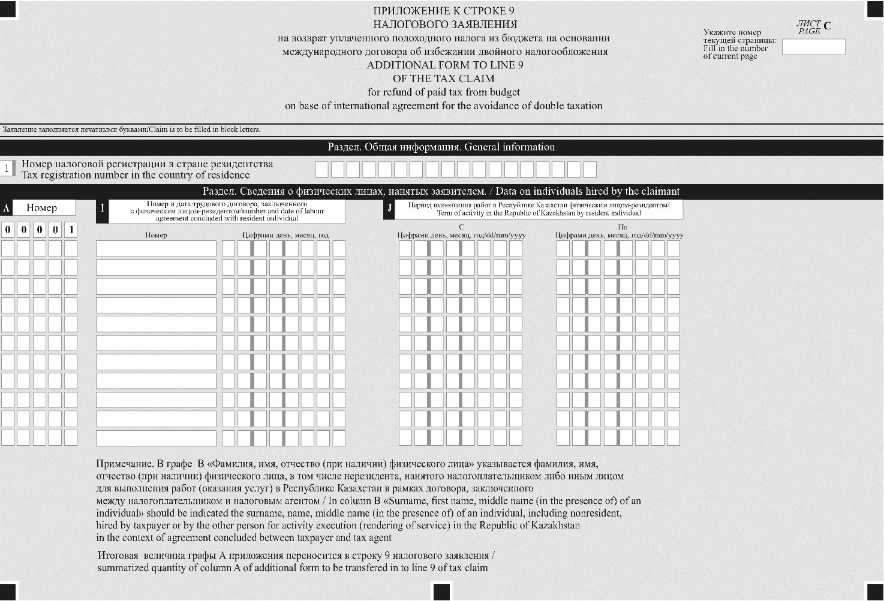 ПРИЛОЖЕНИЕ К СТРОКЕ 9
НАЛОГОВОГО ЗАЯВЛЕНИЯ
на возврат уплаченного подоходного налога из бюджета на основании
международного договора об избежании двойного налогообложения
ADDITIONAL FORM TO LINE 9
OF THE TAX CLAIM
for refund of paid tax from budget
on base of international agreement for the avoidance of double taxation
Укажите номер
текущей страницы:
Fill in the number
of current page
ЛИСТ
PAGE C
Заявление заполняется печатными буквами/Claim is to be filled in block letters.
Раздел. Общая информация. General information
1 Номер налоговой регистрации в стране резидентства
Tax registration number in the country of residence
Раздел. Сведения о физических лицах, нанятых заявителем. / Data on individuals hired by the claimant
A Номер
I Номер и дата трудового договора, заключенного
с физическим лицом-резидентом/number and date of labour
agreement concluded with resident individual
J Период выполнения работ в Республике Казахстан физическим лицом-резидентом/
Term of activity in the Republic of Kazakhstan by resident individual
0 0 0 0 1
Номер
Цифрами день, месяц, год
С
Цифрами день, месяц, год/dd/mm/yyyy
По
Цифрами день, месяц, год/dd/mm/yyyy
Примечание. В графе В «Фамилия, имя, отчество (при наличии) физического лица» указывается фамилия, имя,
отчество (при наличии) физического лица, в том числе нерезидента, нанятого налогоплательщиком либо иным лицом
для выполнения работ (оказания услуг) в Республике Казахстан в рамках договора, заключенного
между налогоплательщиком и налоговым агентом / In column B «Surname, first name, middle name (in the presence of) of an
individual» should be indicated the surname, name, middle name (in the presence of) of an individual, including nonresident,
hired by taxpayer or by the other person for activity execution (rendering of service) in the Republic of Kazakhstan
in the context of agreement concluded between taxpayer and tax agent
Итоговая величина графы А приложения переносится в строку 9 налогового заявления /
summarized quantity of column A of additional form to be transfered in to line 9 of tax claim